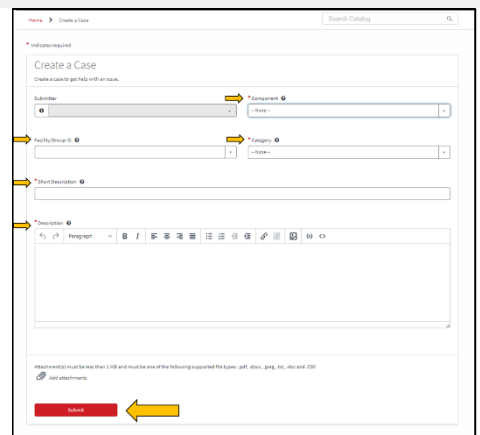 Home > Create a Case
Search Catalog
* Indicates required
Create a Case
Create a case to get help with an issue.
Submitter
* Component
-- None --
Facility/Group ID
* Category
-- None --
* Short Description
* Description
Paragraph B I
Attachment(s) must be less than 1 MB and must be one of the following supported file types: pdf, docx, jpeg, txt, xlsx and .CSV
Add attachments
Submit